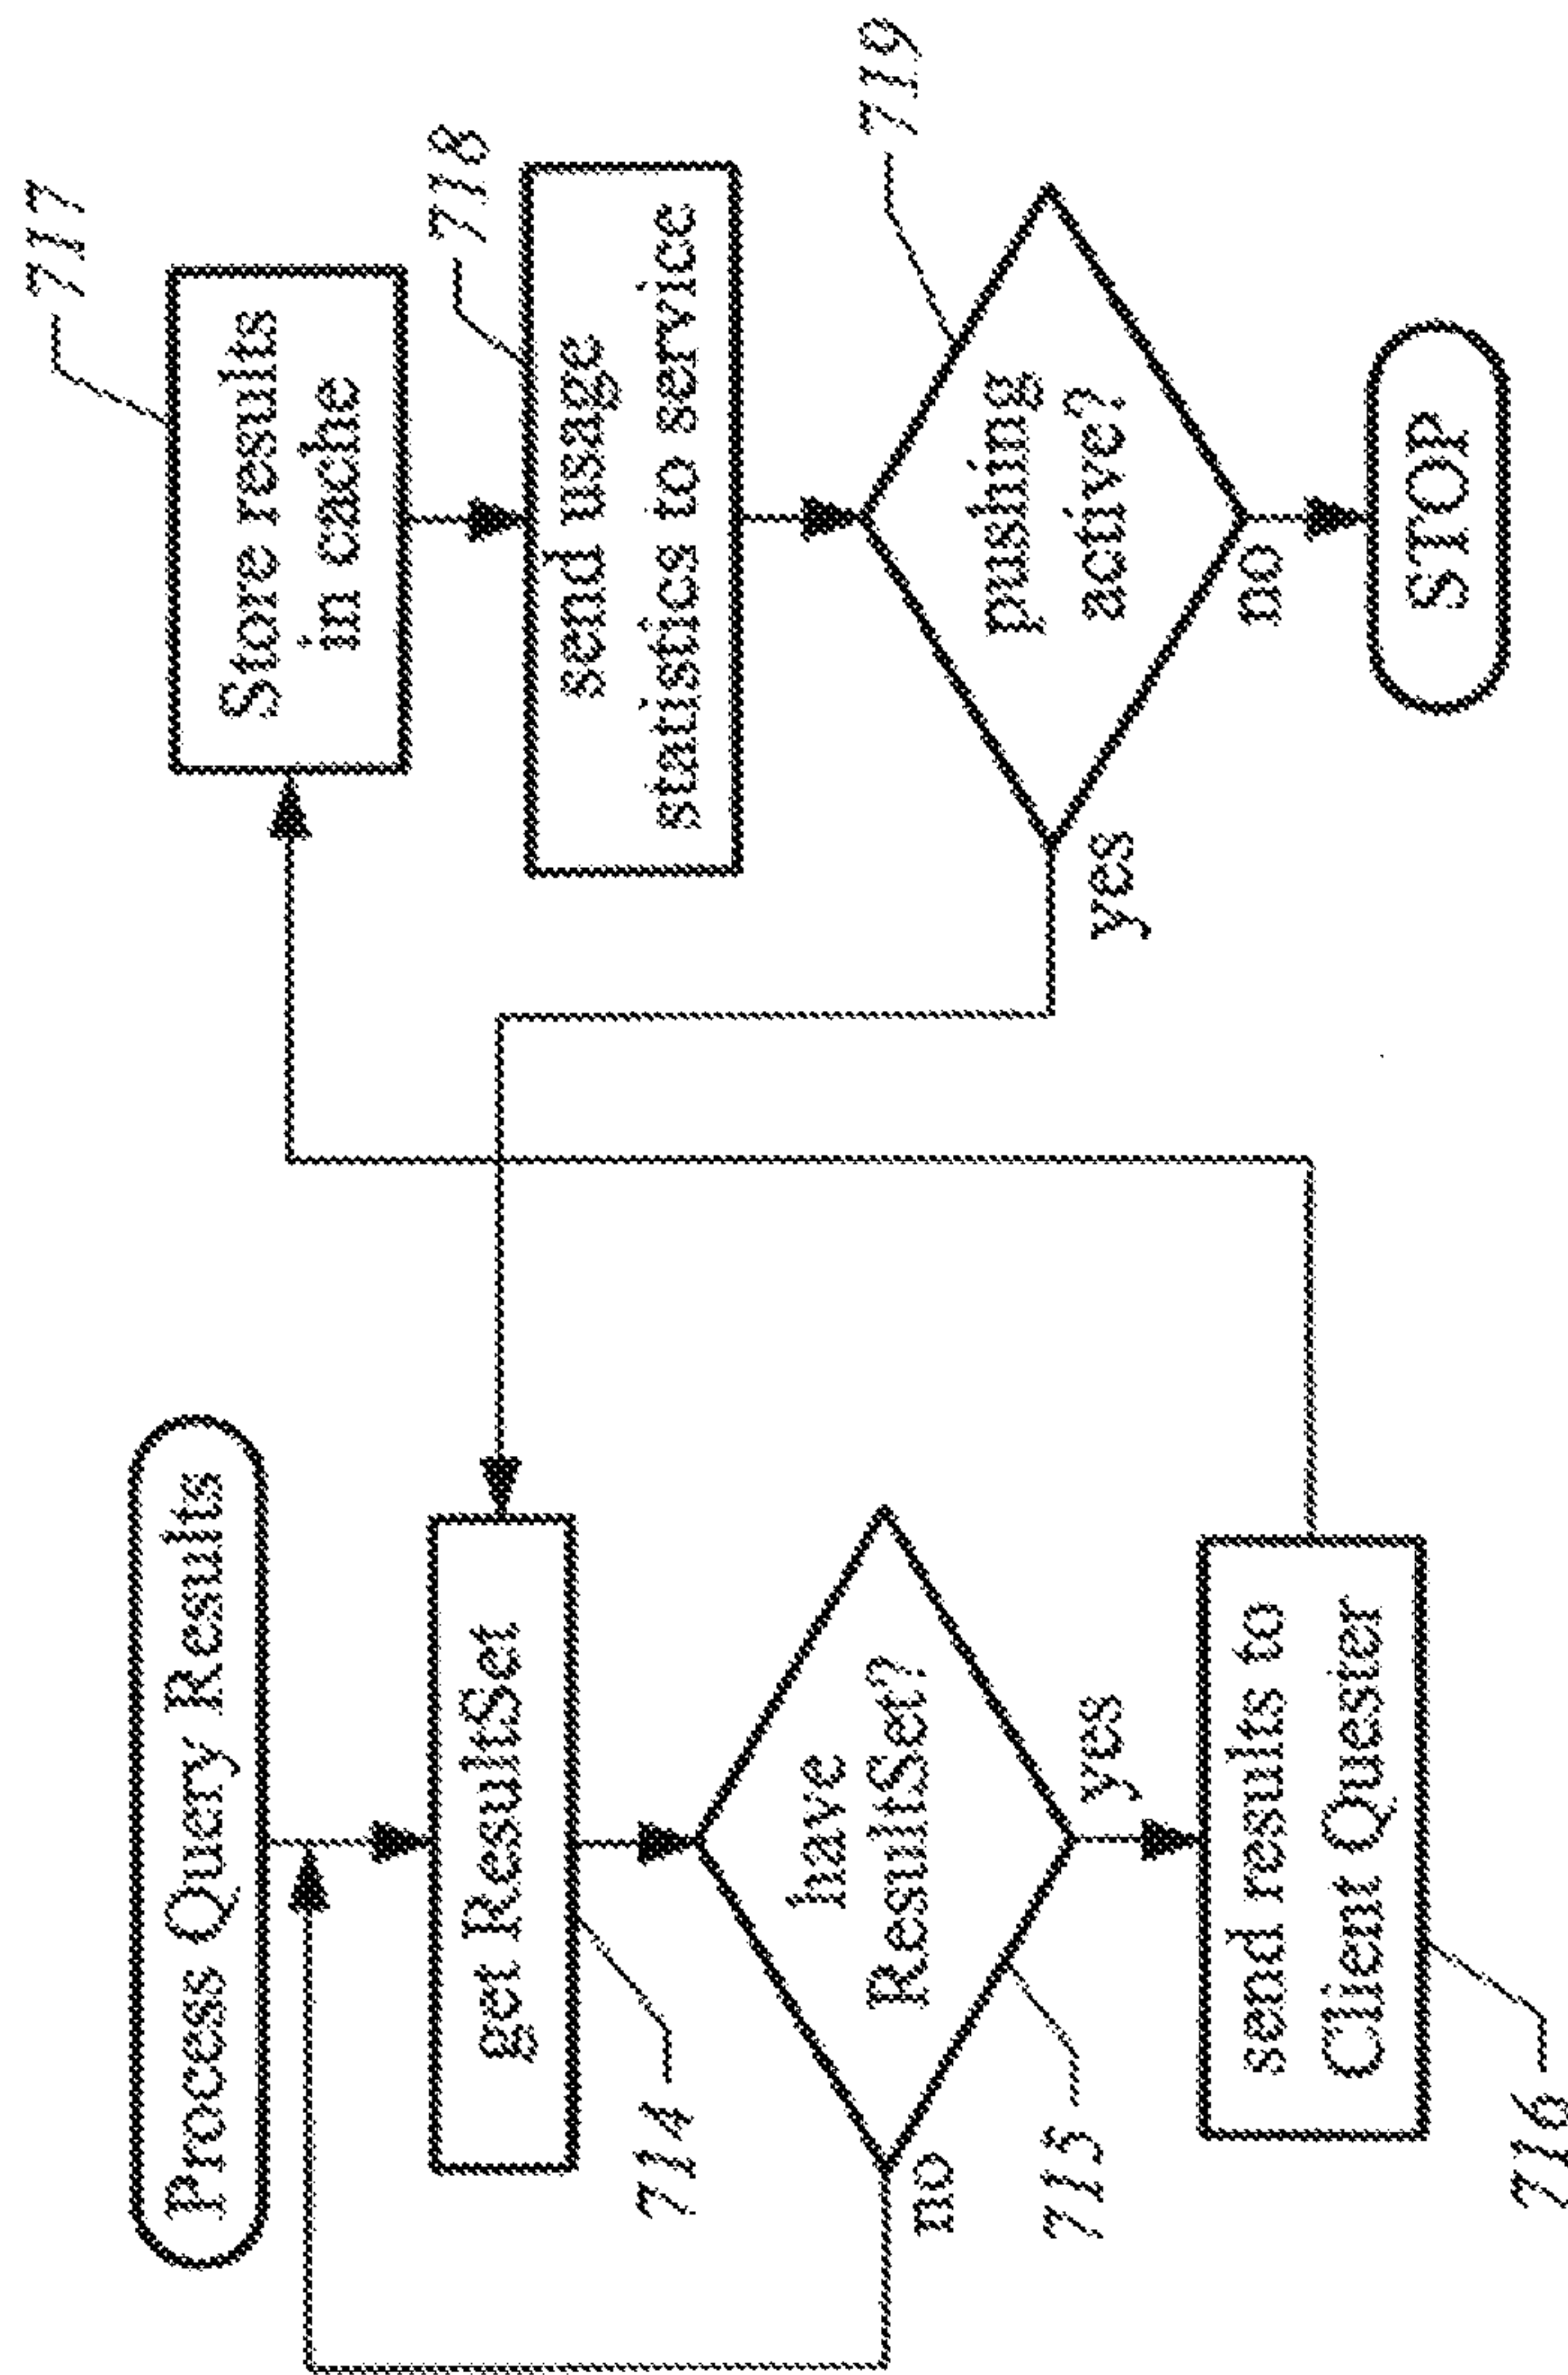 Process Query Results
get ResultSet
714
have
ResultSet?
no
yes
715
send results to
Client Quester
716
717
Store results
in cache
718
send usage
statistics to service
719
pushing
active?
yes
no
STOP